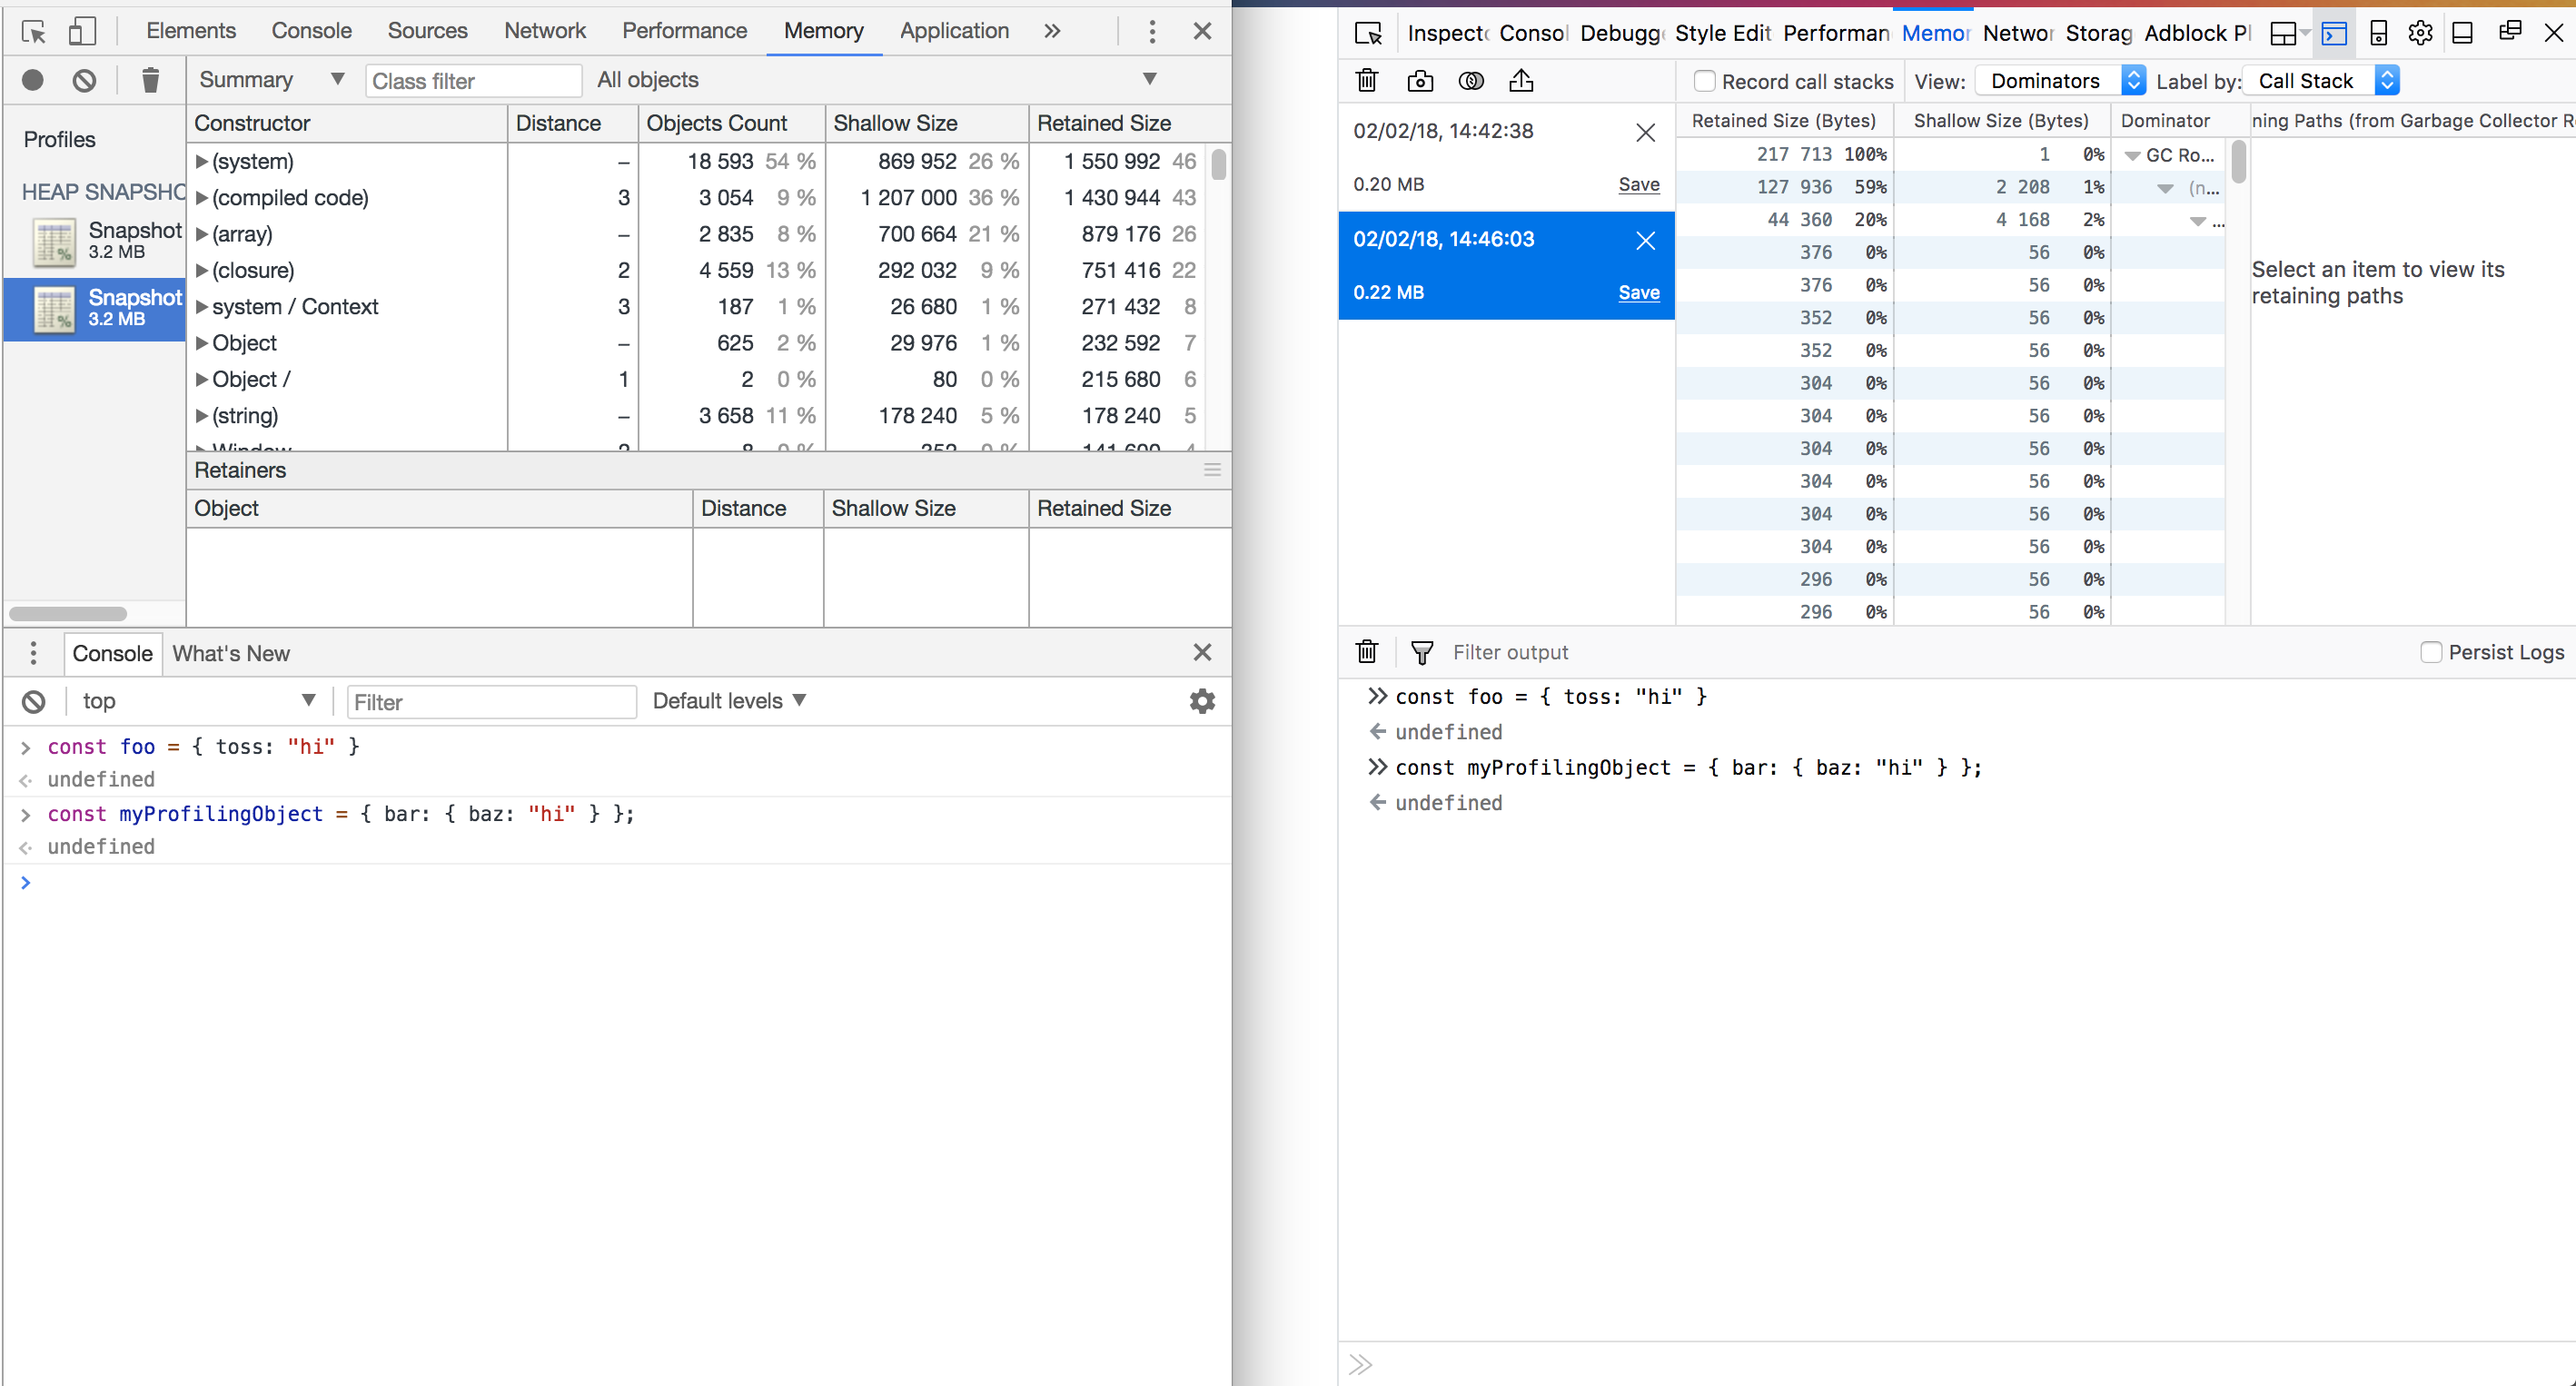 Elements Console Sources Network Performance Memory Application
Summary Class filter All objects
Profiles
HEAP SNAPSHO
Snapshot
3.2 MB
Snapshot
3.2 MB
Constructor Distance Objects Count Shallow Size Retained Size
(system) – 18 593 54 % 869 952 26 % 1 550 992 46
(compiled code) 3 3 054 9 % 1 207 000 36 % 1 430 944 43
(array) – 2 835 8 % 700 664 21 % 879 176 26
(closure) 2 4 559 13 % 292 032 9 % 751 416 22
system / Context 3 187 1 % 26 680 1 % 271 432 8
Object – 625 2 % 29 976 1 % 232 592 7
Object / 1 2 0 % 80 0 % 215 680 6
(string) – 3 658 11 % 178 240 5 % 178 240 5
Window
Retainers
Object Distance Shallow Size Retained Size
Console What's New
top Filter Default levels
> const foo = { toss: "hi" }
undefined
> const myProfilingObject = { bar: { baz: "hi" } };
undefined
>
Inspect Consol Debugg Style Edit Performan Memor Networ Storag Adblock Pl
Record call stacks View: Dominators Label by: Call Stack
02/02/18, 14:42:38
0.20 MB Save
02/02/18, 14:46:03
0.22 MB Save
Retained Size (Bytes) Shallow Size (Bytes) Dominator ning Paths (from Garbage Collector R
217 713 100% 1 0% GC Ro...
127 936 59% 2 208 1% (n...
44 360 20% 4 168 2% ...
376 0% 56 0%
376 0% 56 0%
352 0% 56 0%
352 0% 56 0%
304 0% 56 0%
304 0% 56 0%
304 0% 56 0%
304 0% 56 0%
304 0% 56 0%
304 0% 56 0%
296 0% 56 0%
296 0% 56 0%
Select an item to view its
retaining paths
Filter output Persist Logs
>> const foo = { toss: "hi" }
undefined
>> const myProfilingObject = { bar: { baz: "hi" } };
undefined
>>